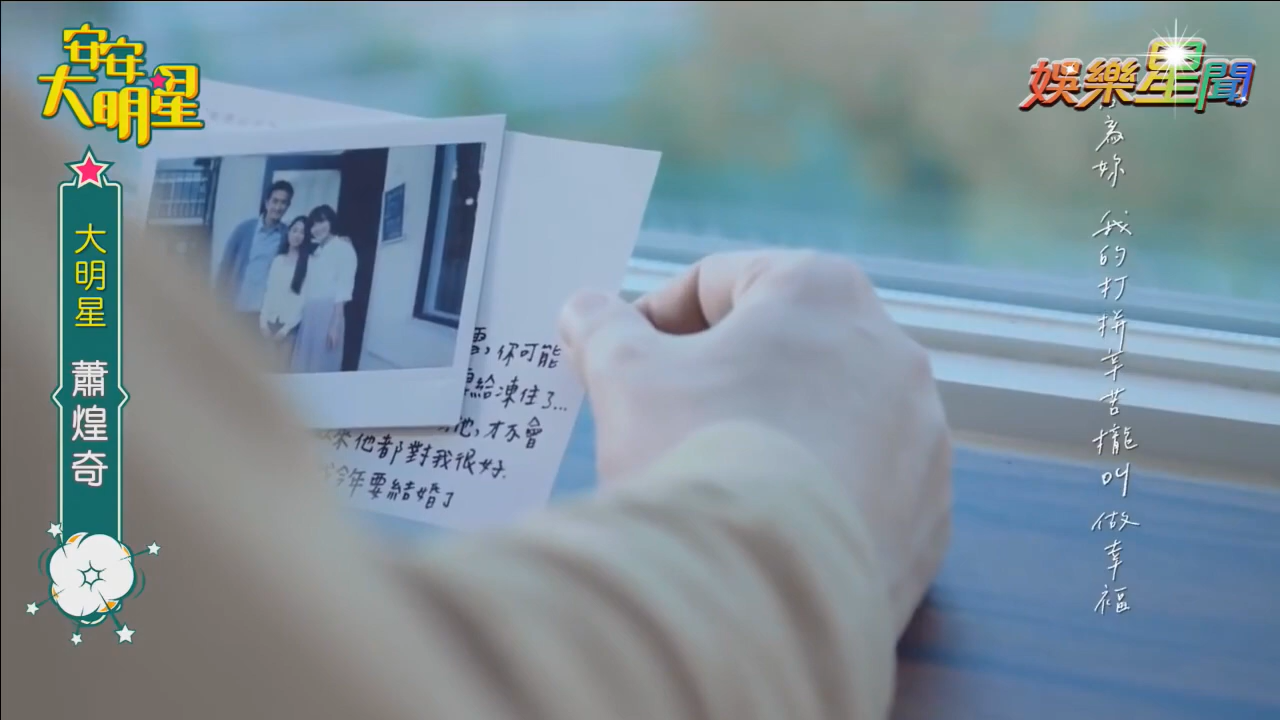 安安
大明星
娛樂星聞
大明星 蕭煌奇
為妳 我的打拼辛苦攏叫做幸福
，你可能
給凍住了...
他,才不會
來他都對我很好.
今年要結婚了